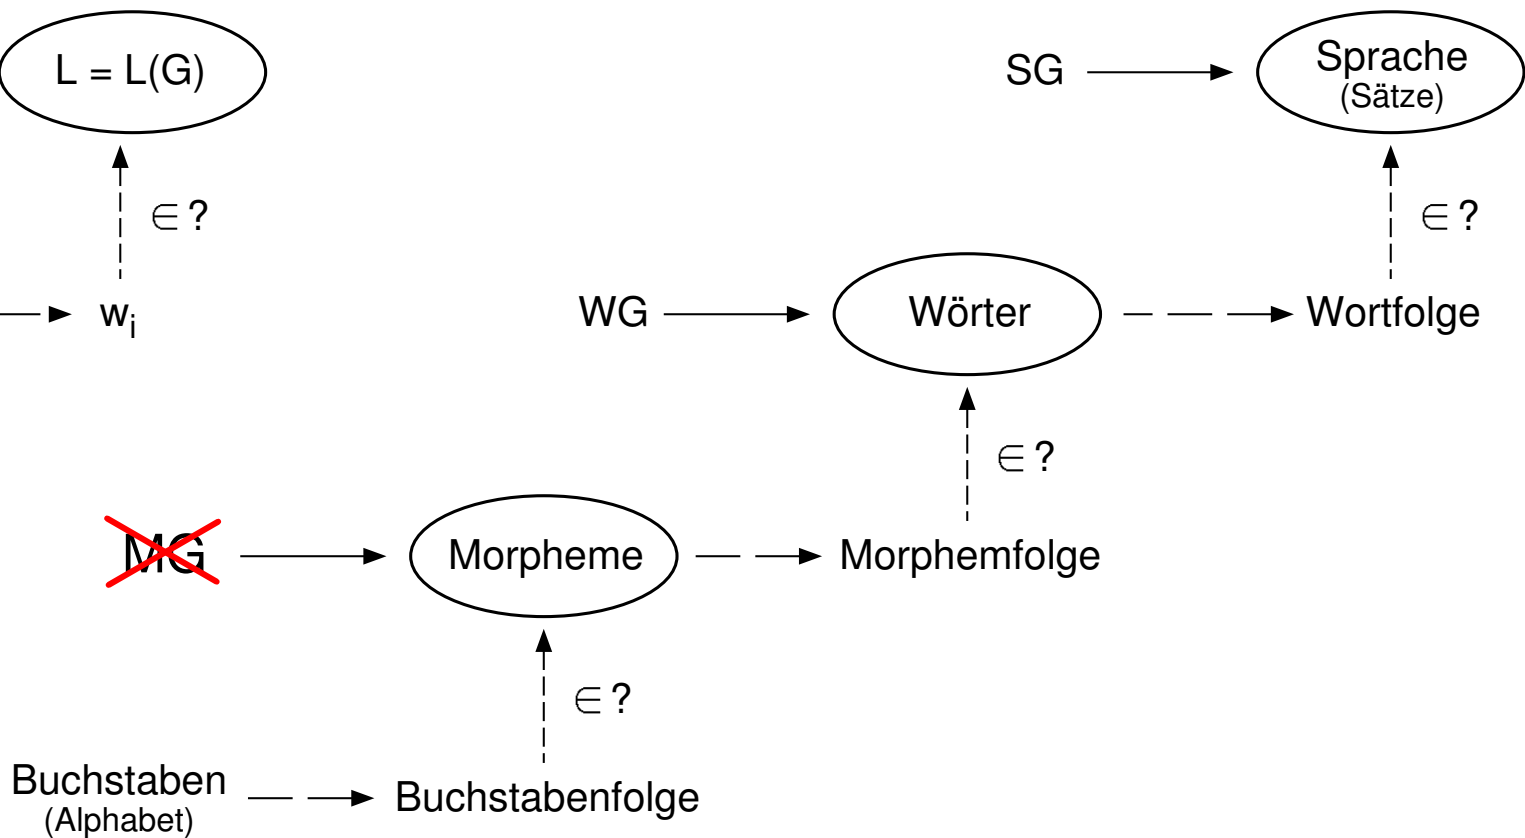 L = L(G)
SG
Sprache
(Sätze)
∈ ?
∈ ?
wi
WG
Wörter
Wortfolge
∈ ?
MG
Morpheme
Morphemfolge
∈ ?
Buchstaben
(Alphabet)
Buchstabenfolge